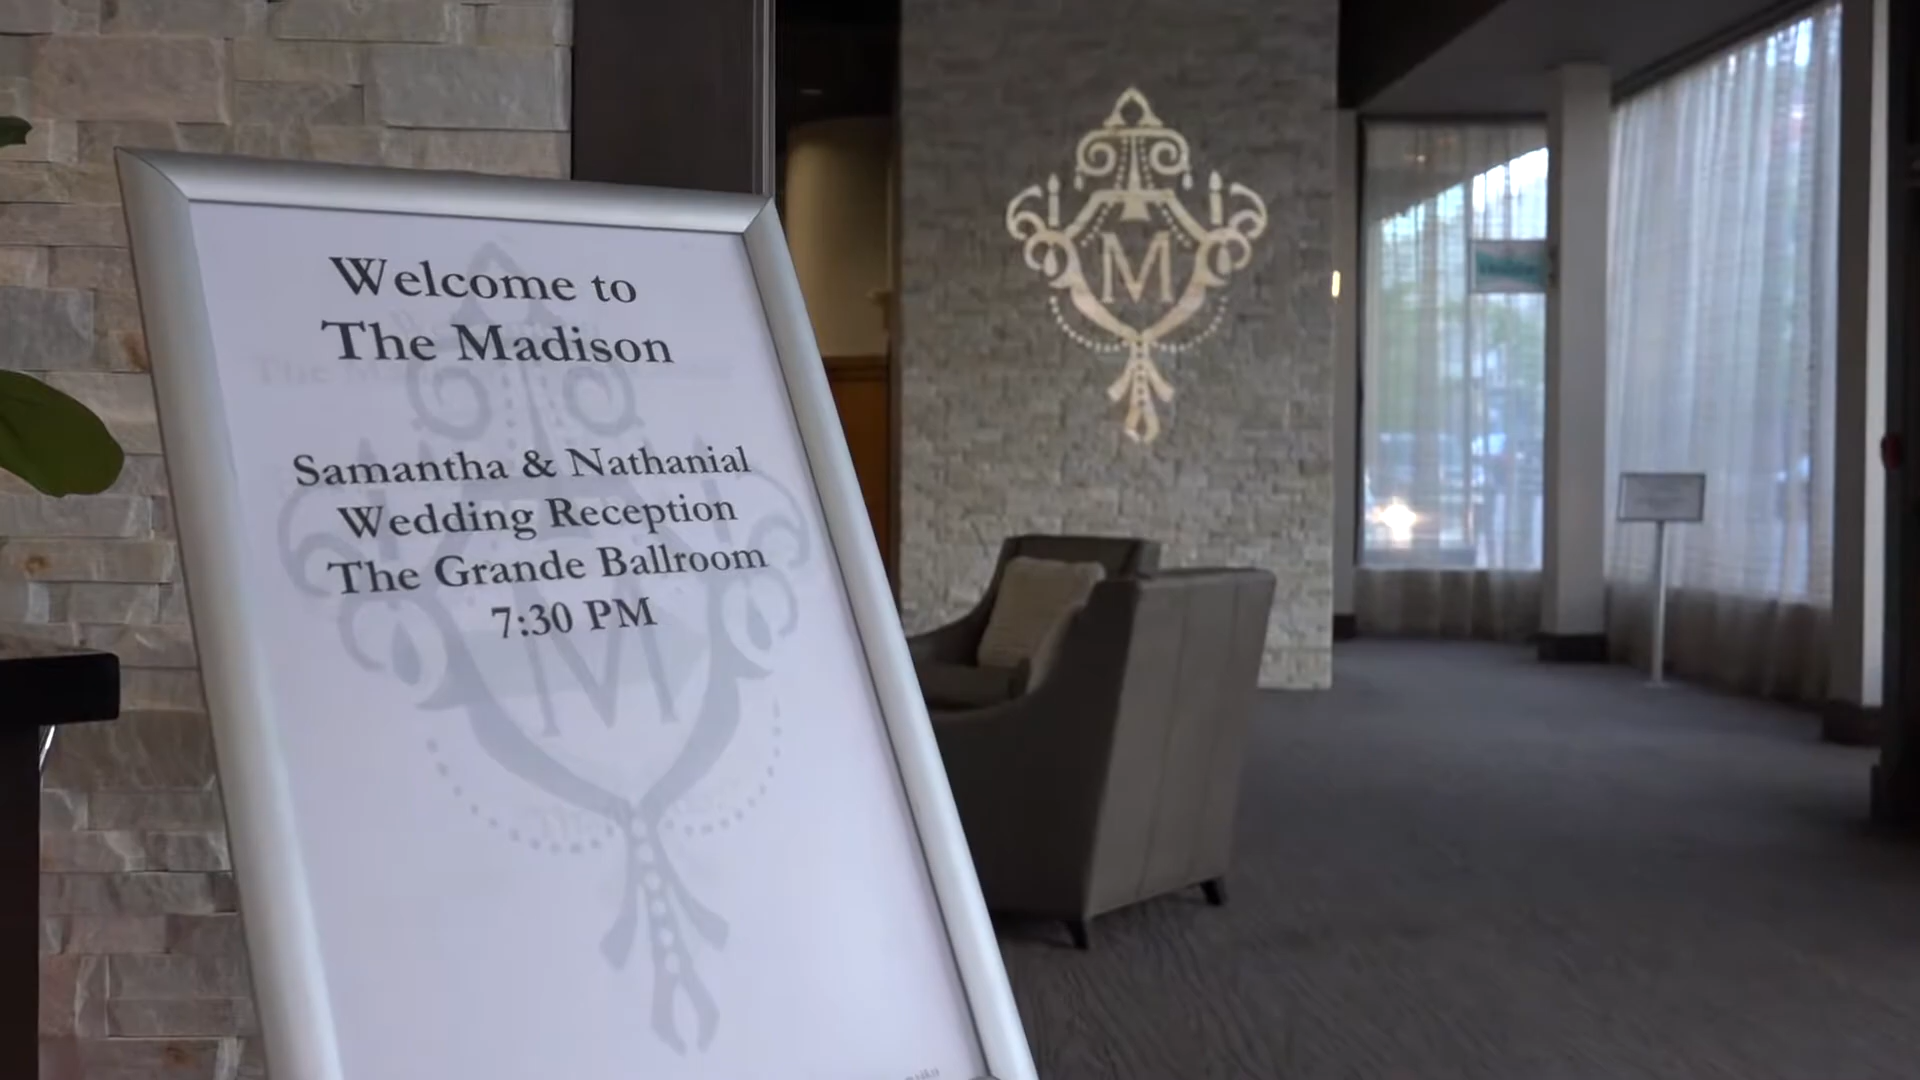 Welcome to
The Madison
Samantha & Nathanial
Wedding Reception
The Grande Ballroom
7:30 PM
M
M